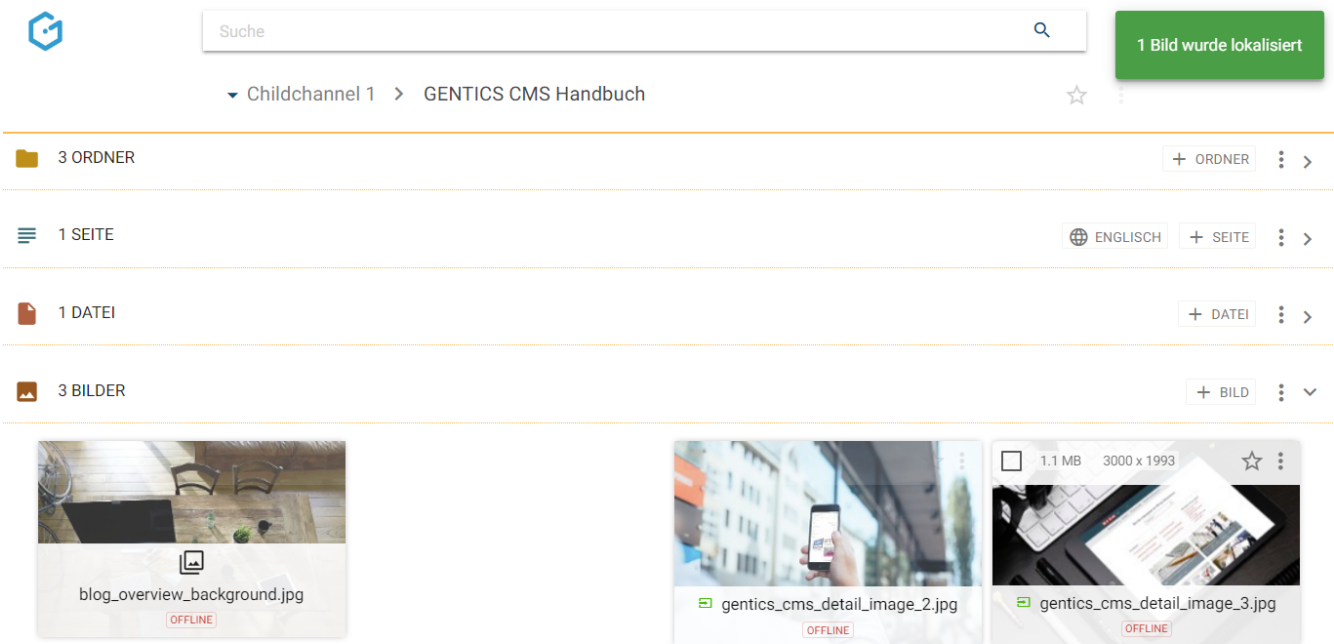 Suche
1 Bild wurde lokalisiert
Childchannel 1 > GENTICS CMS Handbuch
3 ORDNER
+ ORDNER
1 SEITE
ENGLISCH
+ SEITE
1 DATEI
+ DATEI
3 BILDER
+ BILD
1.1 MB 3000 x 1993
blog_overview_background.jpg
OFFLINE
gentics_cms_detail_image_2.jpg
OFFLINE
gentics_cms_detail_image_3.jpg
OFFLINE